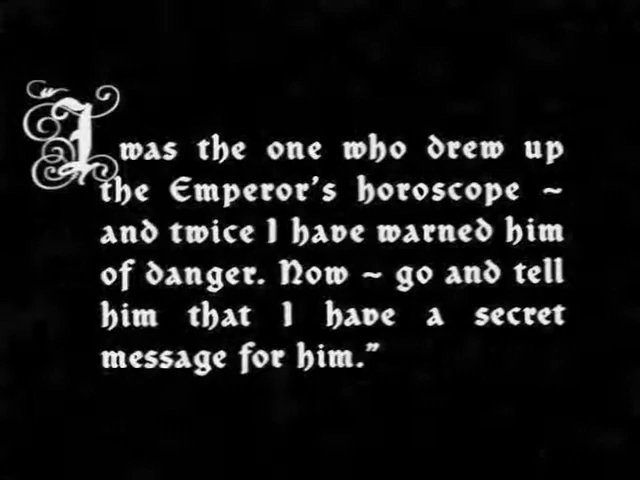 I was the one who drew up
the Emperor's horoscope ~
and twice I have warned him
of danger. Now ~ go and tell
him that I have a secret
message for him."